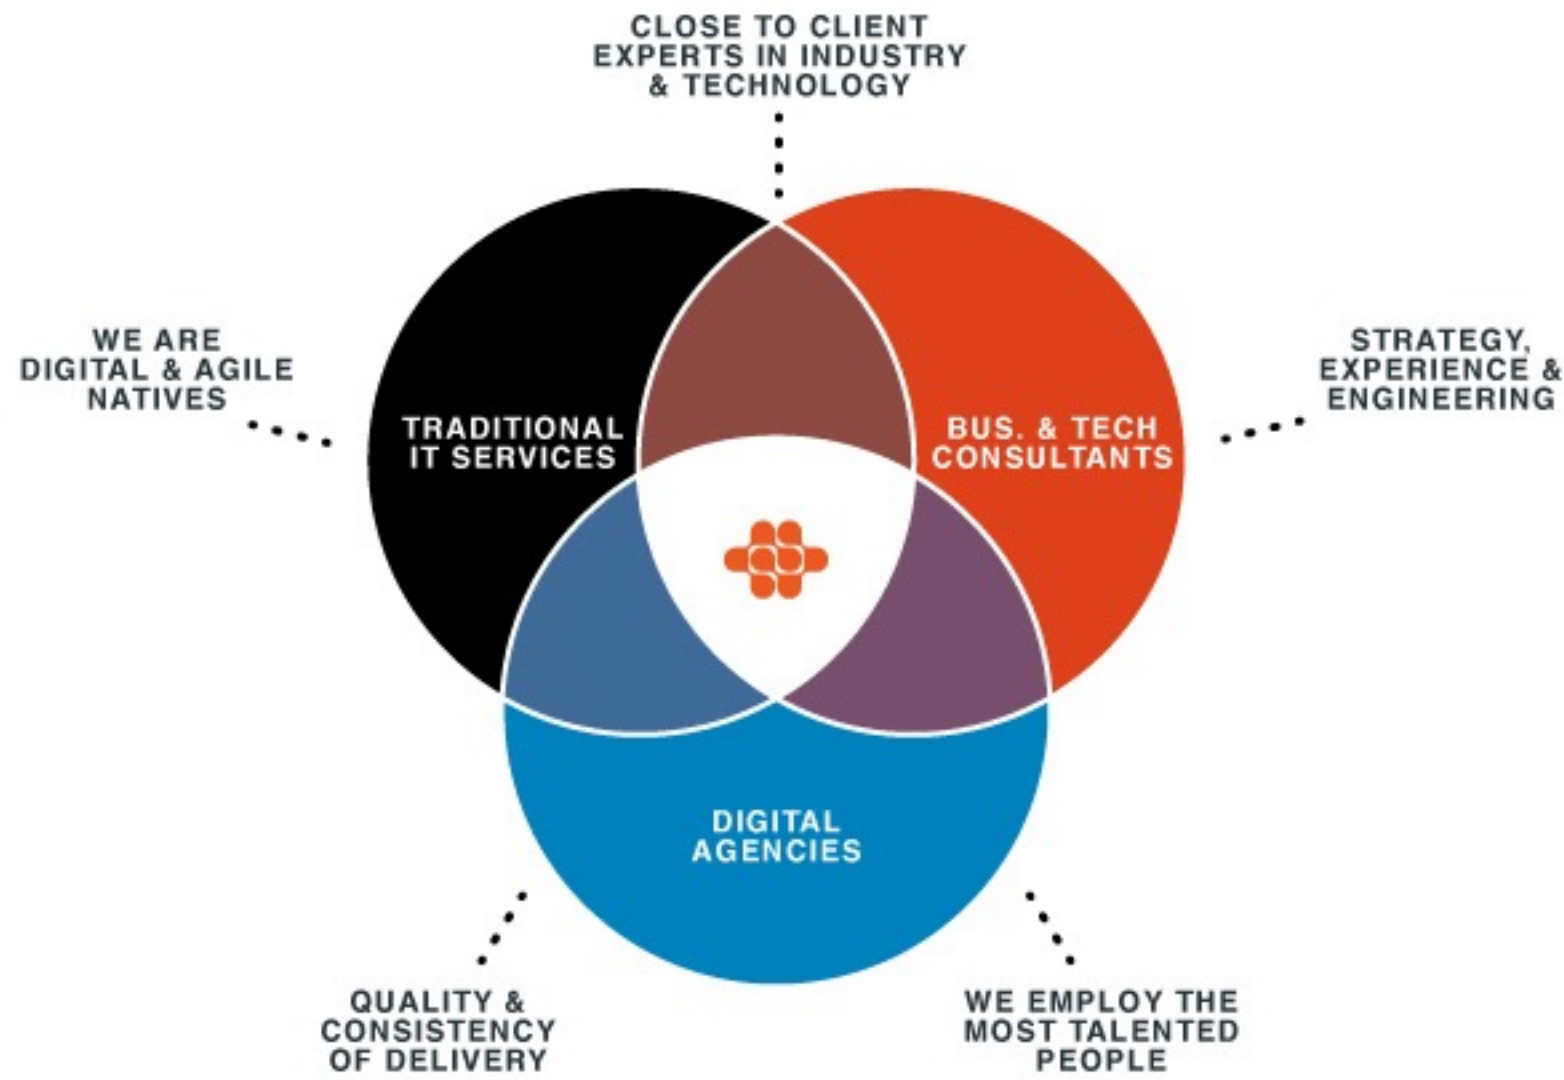 CLOSE TO CLIENT
EXPERTS IN INDUSTRY
& TECHNOLOGY
WE ARE
DIGITAL & AGILE
NATIVES
STRATEGY,
EXPERIENCE &
ENGINEERING
TRADITIONAL
IT SERVICES
BUS. & TECH
CONSULTANTS
DIGITAL
AGENCIES
QUALITY &
CONSISTENCY
OF DELIVERY
WE EMPLOY THE
MOST TALENTED
PEOPLE